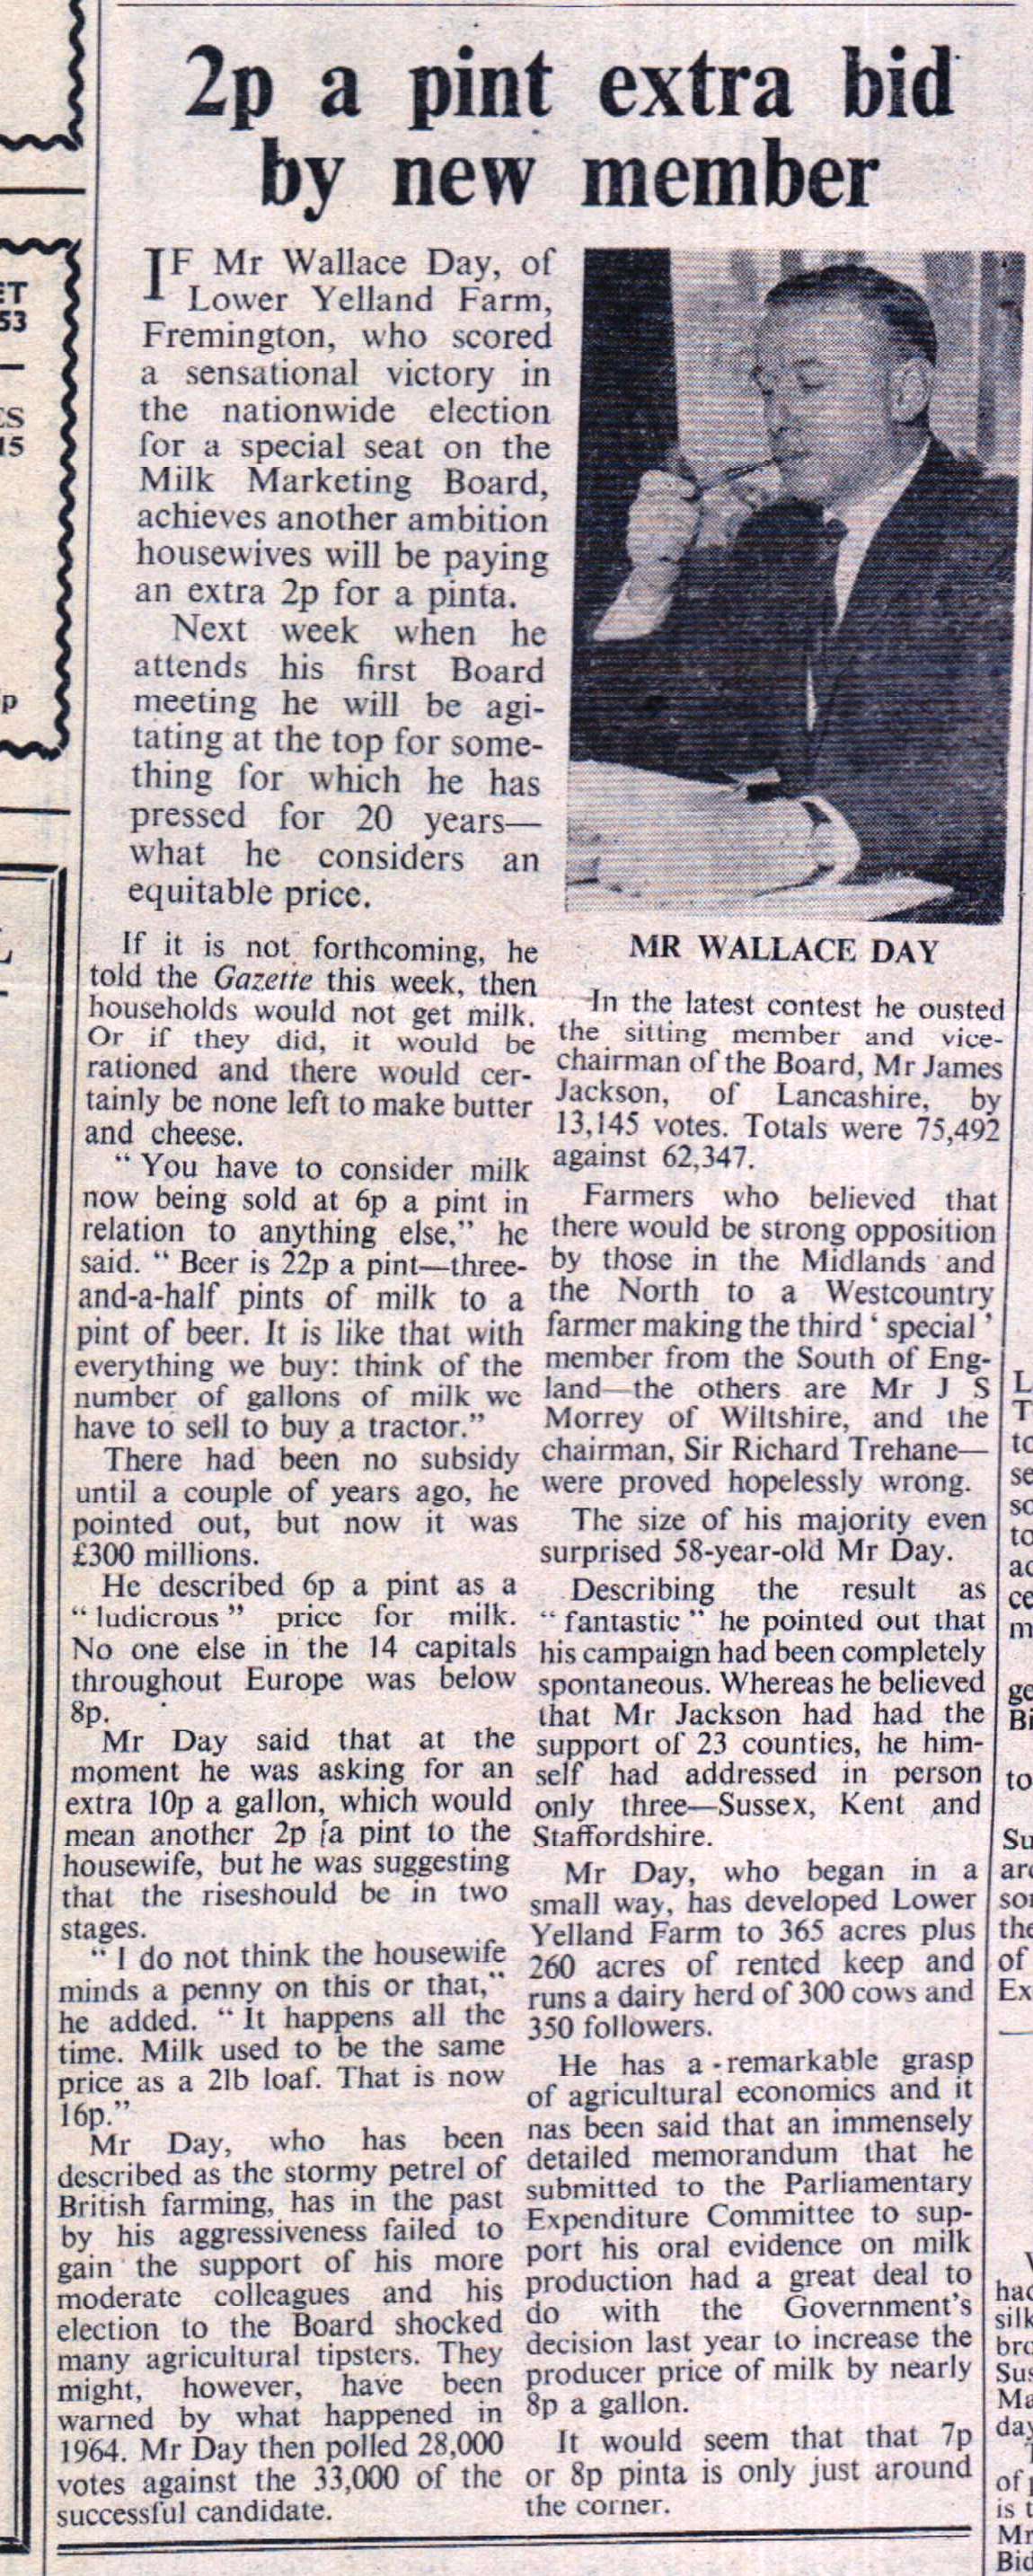 2p a pint extra bid
by new member
IF Mr Wallace Day, of
Lower Yelland Farm,
Fremington, who scored
a sensational victory in
the nationwide election
for a special seat on the
Milk Marketing Board,
achieves another ambition
housewives will be paying
an extra 2p for a pinta.
Next week when he
attends his first Board
meeting he will be agi-
tating at the top for some-
thing for which he has
pressed for 20 years—
what he considers an
equitable price.
If it is not forthcoming, he
told the Gazette this week, then
households would not get milk.
Or if they did, it would be
rationed and there would cer-
tainly be none left to make butter
and cheese.
“ You have to consider milk
now being sold at 6p a pint in
relation to anything else,” he
said. “ Beer is 22p a pint—three-
and-a-half pints of milk to a
pint of beer. It is like that with
everything we buy: think of the
number of gallons of milk we
have to sell to buy a tractor.”
There had been no subsidy
until a couple of years ago, he
pointed out, but now it was
£300 millions.
He described 6p a pint as a
“ ludicrous ” price for milk.
No one else in the 14 capitals
throughout Europe was below
8p.
Mr Day said that at the
moment he was asking for an
extra 10p a gallon, which would
mean another 2p a pint to the
housewife, but he was suggesting
that the riseshould be in two
stages.
“ I do not think the housewife
minds a penny on this or that,”
he added. “ It happens all the
time. Milk used to be the same
price as a 2lb loaf. That is now
16p.”
Mr Day, who has been
described as the stormy petrel of
British farming, has in the past
by his aggressiveness failed to
gain the support of his more
moderate colleagues and his
election to the Board shocked
many agricultural tipsters. They
might, however, have been
warned by what happened in
1964. Mr Day then polled 28,000
votes against the 33,000 of the
successful candidate.
MR WALLACE DAY
In the latest contest he ousted
the sitting member and vice-
chairman of the Board, Mr James
Jackson, of Lancashire, by
13,145 votes. Totals were 75,492
against 62,347.
Farmers who believed that
there would be strong opposition
by those in the Midlands and
the North to a Westcountry
farmer making the third ‘ special ’
member from the South of Eng-
land—the others are Mr J S
Morrey of Wiltshire, and the
chairman, Sir Richard Trehane—
were proved hopelessly wrong.
The size of his majority even
surprised 58-year-old Mr Day.
Describing the result as
“ fantastic ” he pointed out that
his campaign had been completely
spontaneous. Whereas he believed
that Mr Jackson had had the
support of 23 counties, he him-
self had addressed in person
only three—Sussex, Kent and
Staffordshire.
Mr Day, who began in a
small way, has developed Lower
Yelland Farm to 365 acres plus
260 acres of rented keep and
runs a dairy herd of 300 cows and
350 followers.
He has a remarkable grasp
of agricultural economics and it
nas been said that an immensely
detailed memorandum that he
submitted to the Parliamentary
Expenditure Committee to sup-
port his oral evidence on milk
production had a great deal to
do with the Government's
decision last year to increase the
producer price of milk by nearly
8p a gallon.
It would seem that that 7p
or 8p pinta is only just around
the corner.